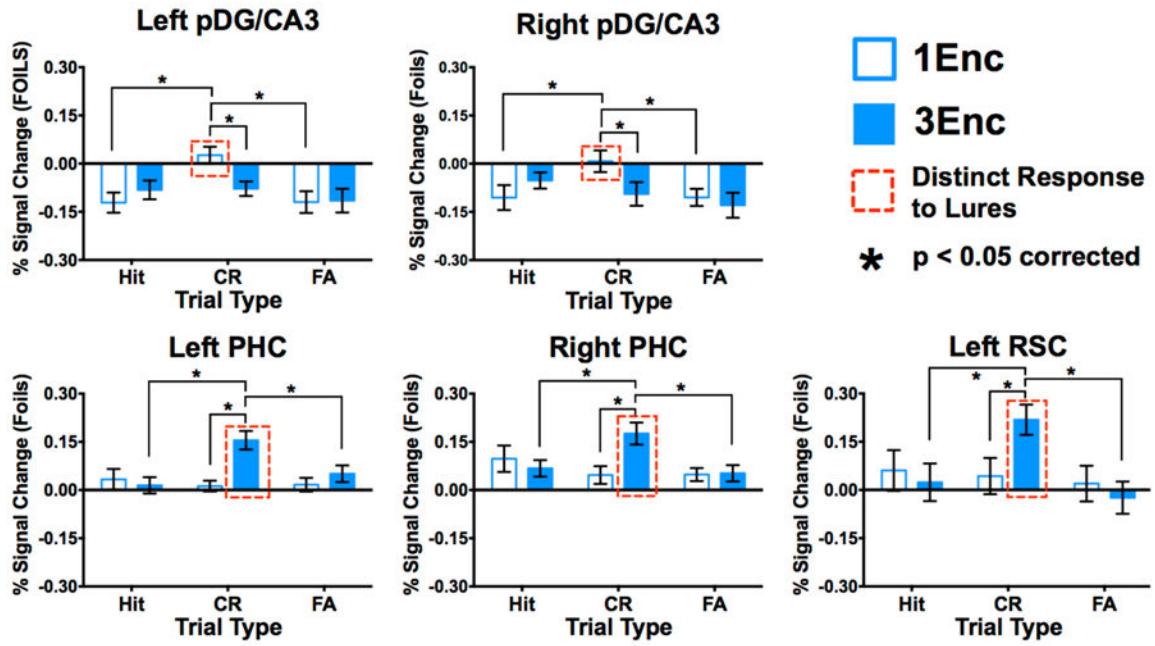 Left pDG/CA3
% Signal Change (FOILS)
0.30
0.15
0.00
-0.15
-0.30
*
*
*
Hit CR FA
Trial Type
Right pDG/CA3
% Signal Change (Foils)
0.30
0.15
0.00
-0.15
-0.30
*
*
*
Hit CR FA
Trial Type
1Enc
3Enc
Distinct Response
to Lures
* p < 0.05 corrected
Left PHC
% Signal Change (Foils)
0.30
0.15
0.00
-0.15
-0.30
*
*
*
Hit CR FA
Trial Type
Right PHC
% Signal Change (Foils)
0.30
0.15
0.00
-0.15
-0.30
*
*
*
Hit CR FA
Trial Type
Left RSC
% Signal Change (Foils)
0.30
0.15
0.00
-0.15
-0.30
*
*
*
Hit CR FA
Trial Type